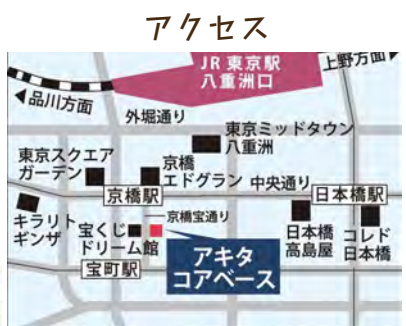 アクセス
JR 東京駅
八重洲口
上野方面▶
◀品川方面
外堀通り
東京ミッドタウン
八重洲
東京スクエア
ガーデン
京橋
エドグラン
中央通り
京橋駅
日本橋駅
キラリト
ギンザ
宝くじ
ドリーム館
京橋宝通り
アキタ
コアベース
日本橋
高島屋
コレド
日本橋
宝町駅